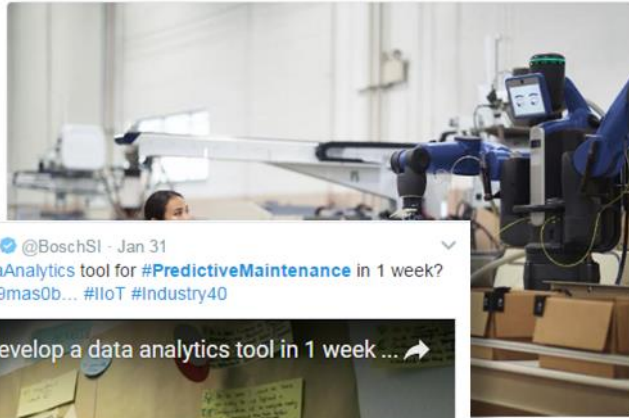 @BoschSI · Jan 31
aAnalytics tool for #PredictiveMaintenance in 1 week?
9mas0b... #IIoT #Industry40
evelop a data analytics tool in 1 week ...